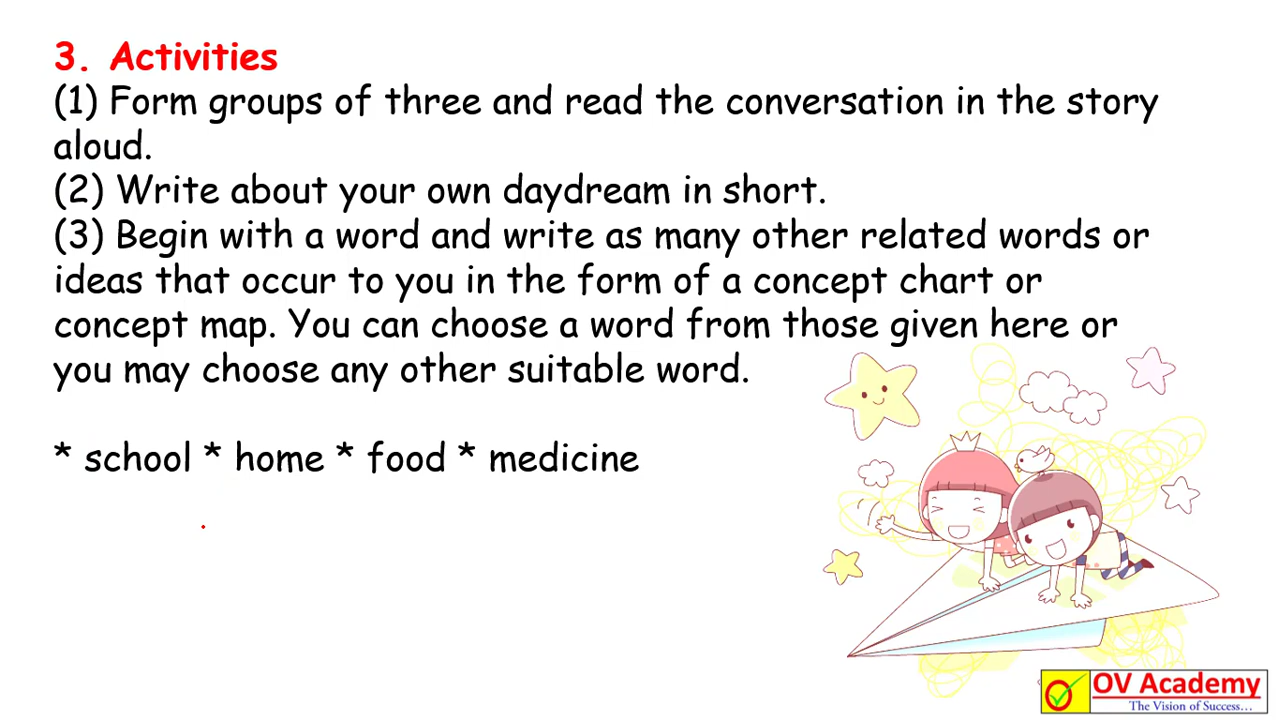 3. Activities
(1) Form groups of three and read the conversation in the story
aloud.
(2) Write about your own daydream in short.
(3) Begin with a word and write as many other related words or
ideas that occur to you in the form of a concept chart or
concept map. You can choose a word from those given here or
you may choose any other suitable word.
* school * home * food * medicine
OV Academy
The Vision of Success...